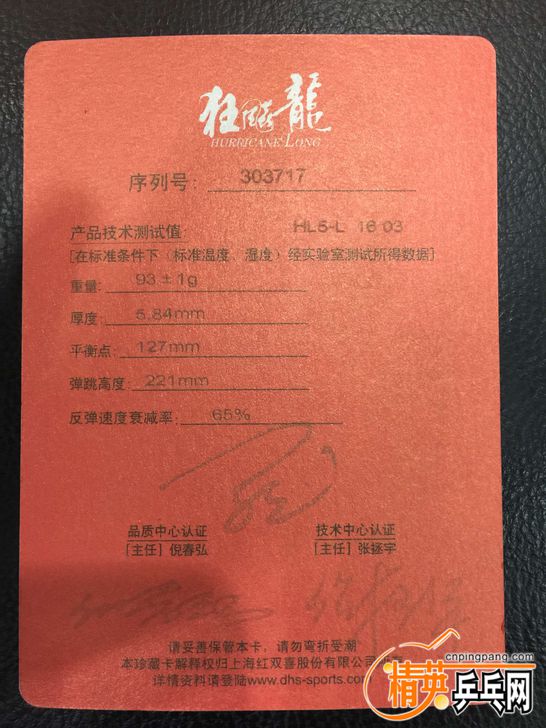 狂飚龍
HURRICANE LONG
序列号: 303717
产品技术测试值: HL5-L 16 03
[在标准条件下（标准温度、湿度）经实验室测试所得数据]
重量: 93±1g
厚度: 5.84mm
平衡点: 127mm
弹跳高度: 221mm
反弹速度衰减率: 65%
品质中心认证 技术中心认证
[主任] 倪春弘 [主任] 张拯宇
请妥善保管本卡，请勿弯折受潮
本珍藏卡解释权归上海红双喜股份有限公司
详情资料请登陆www.dhs-sports.com
cnpingpang.com
精英乒乓网